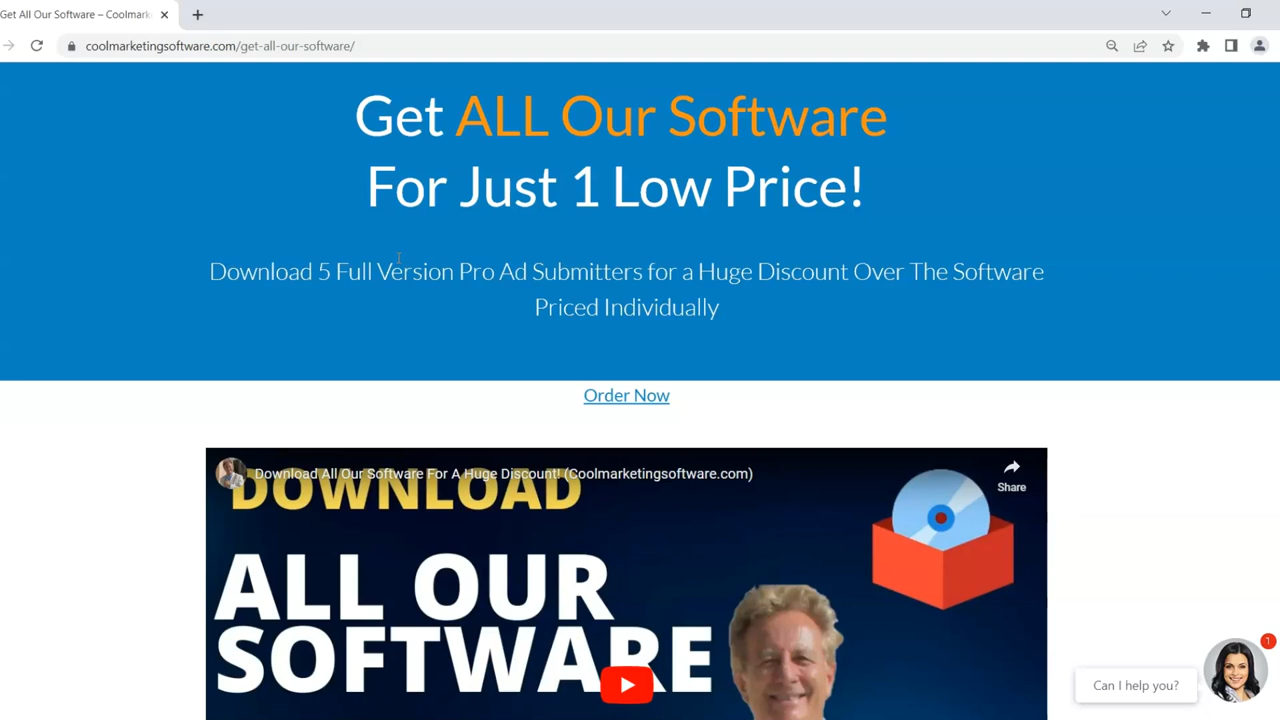 Get All Our Software – Coolmark
coolmarketingsoftware.com/get-all-our-software/
Get ALL Our Software
For Just 1 Low Price!
Download 5 Full Version Pro Ad Submitters for a Huge Discount Over The Software
Priced Individually
Order Now
Download All Our Software For A Huge Discount! (Coolmarketingsoftware.com)
Share
DOWNLOAD
ALL OUR
SOFTWARE
Can I help you?
1